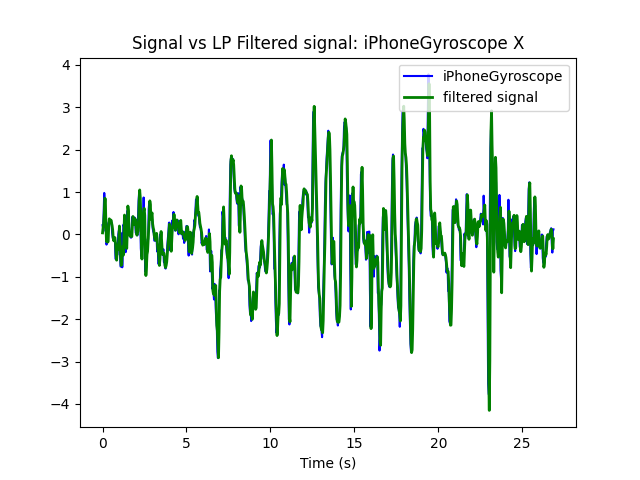 Signal vs LP Filtered signal: iPhoneGyroscope X
iPhoneGyroscope
filtered signal
4
3
2
1
0
−1
−2
−3
−4
0 5 10 15 20 25
Time (s)